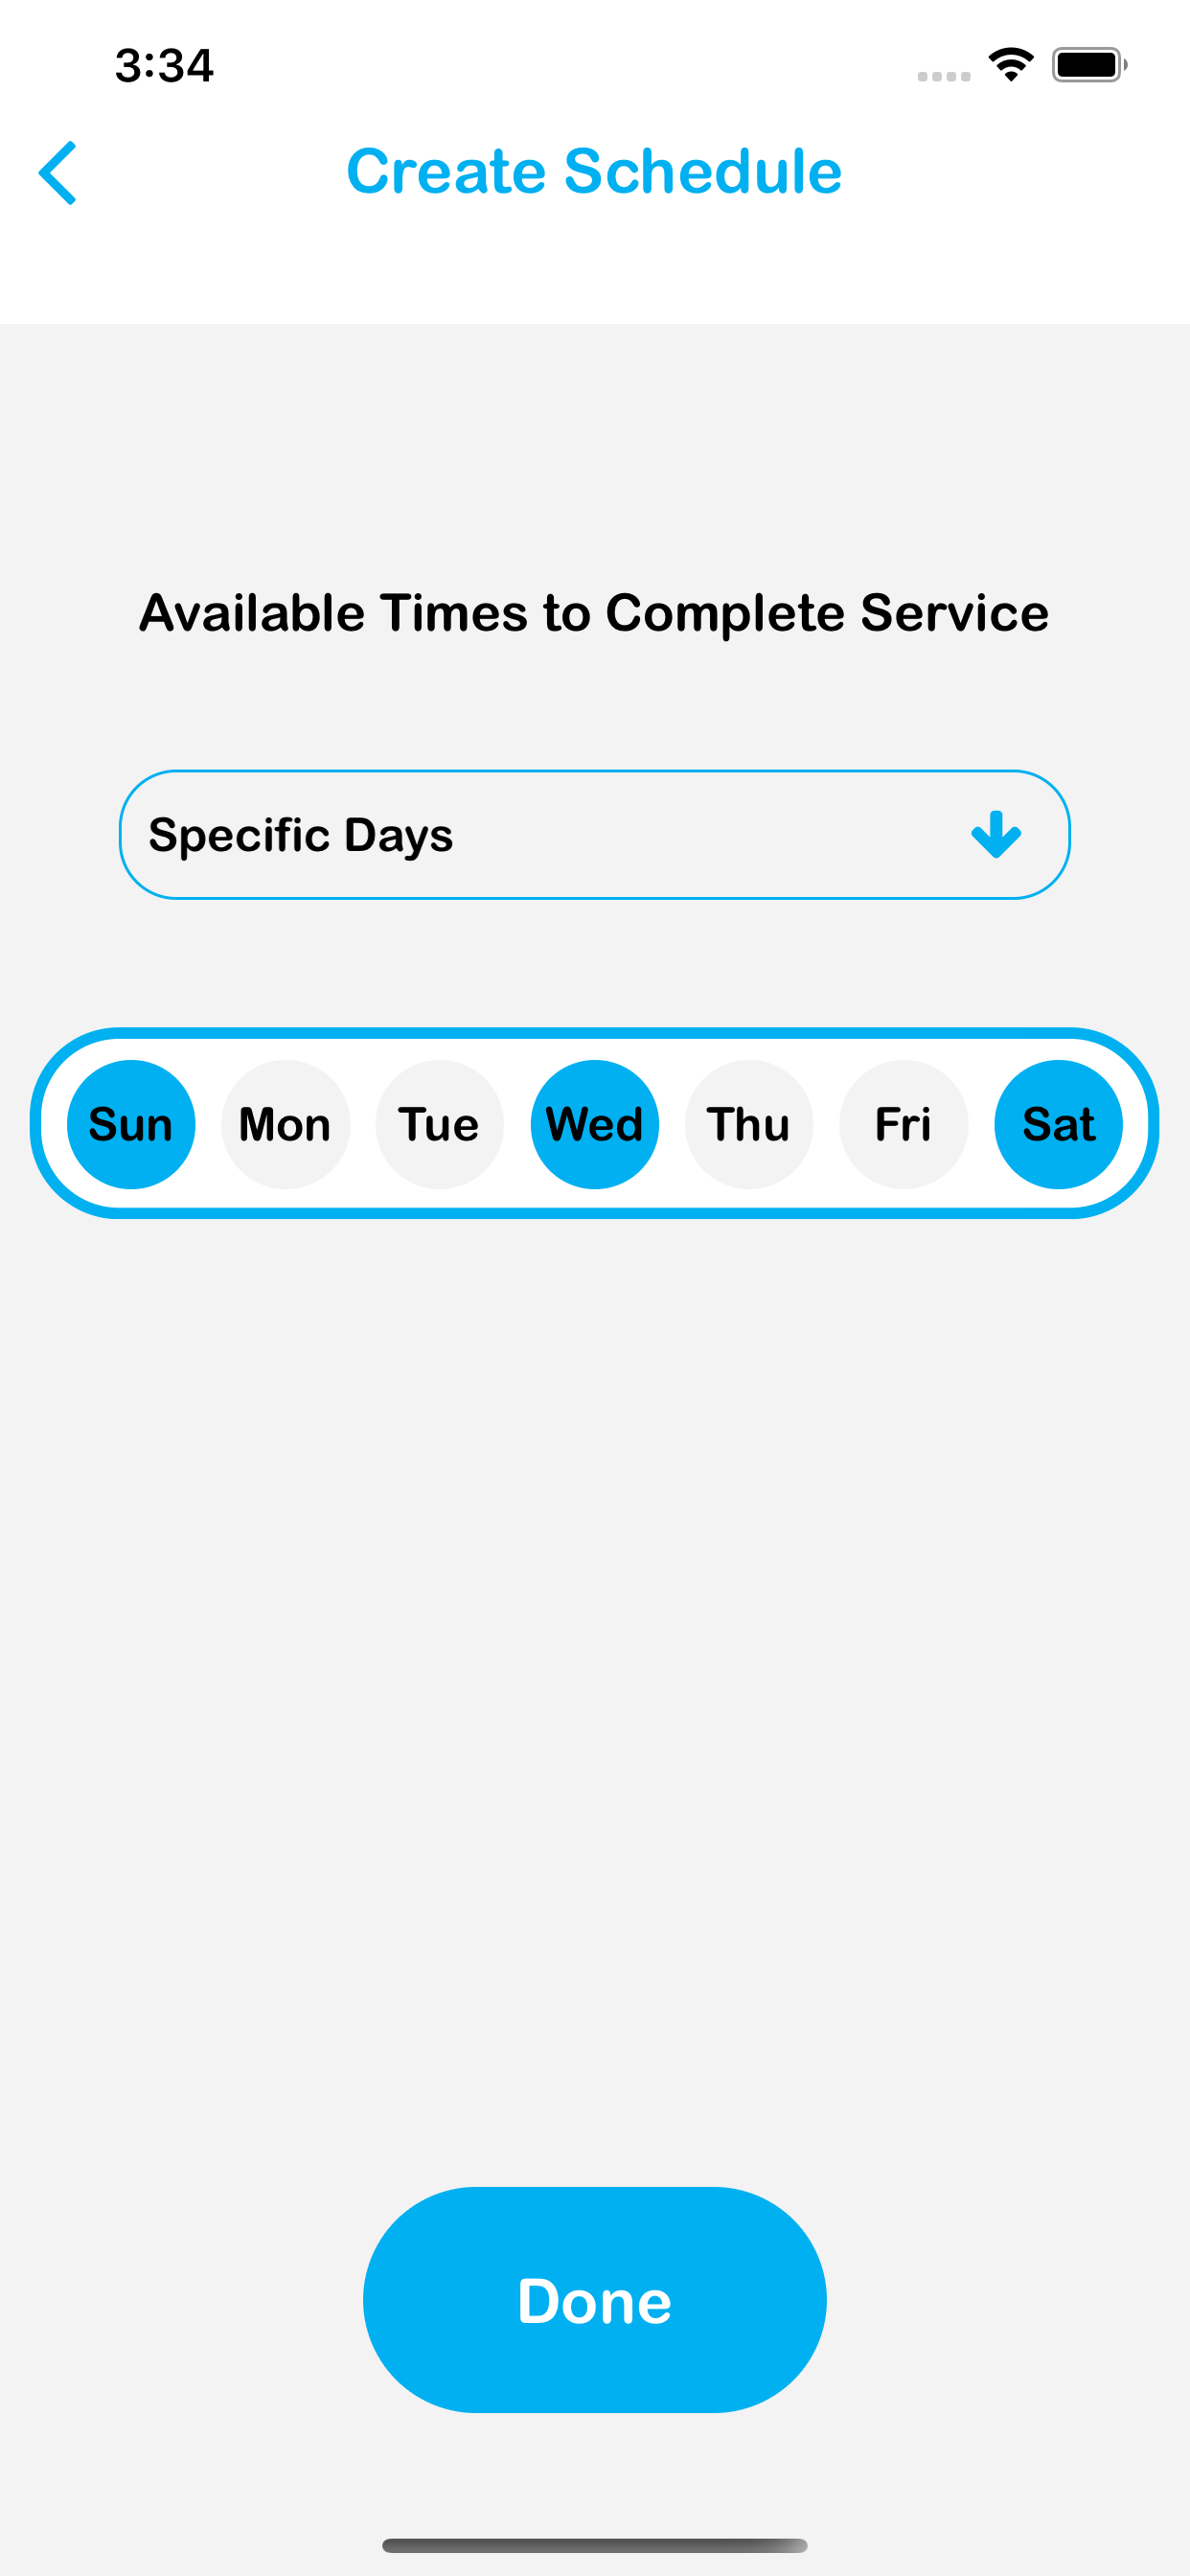 3:34
Create Schedule
Available Times to Complete Service
Specific Days
Sun Mon Tue Wed Thu Fri Sat
Done